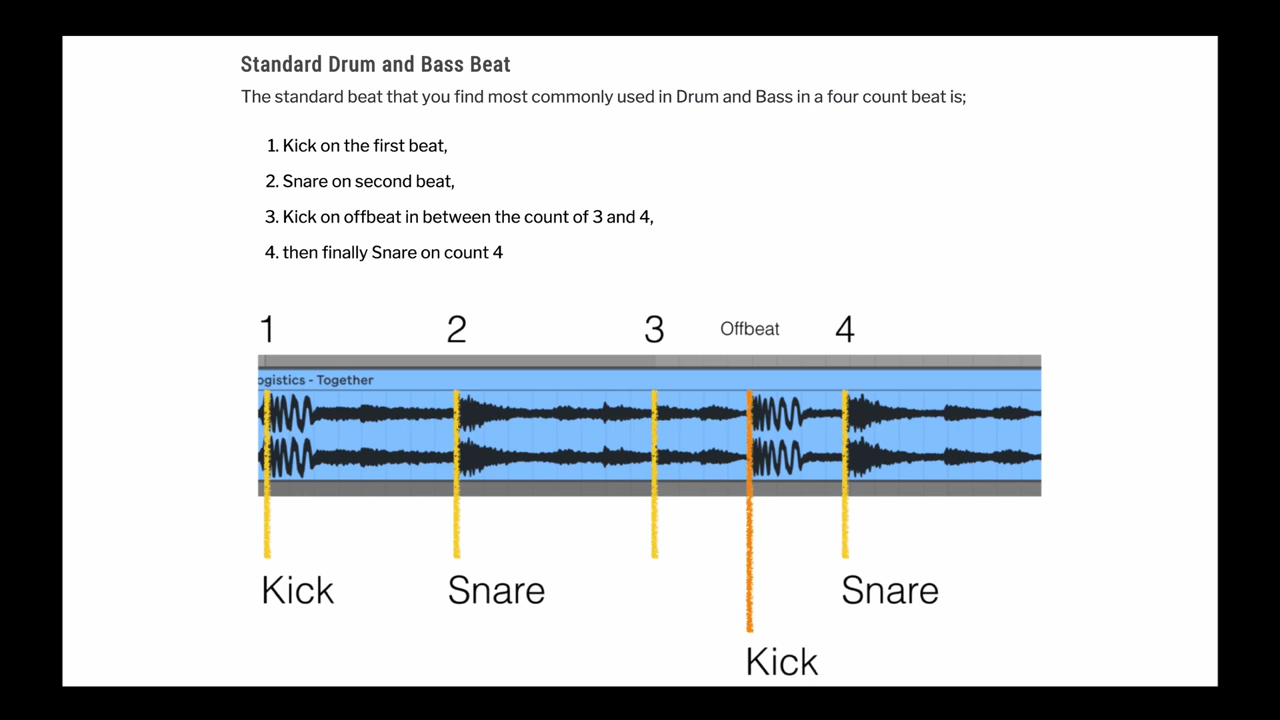 Standard Drum and Bass Beat
The standard beat that you find most commonly used in Drum and Bass in a four count beat is;
1. Kick on the first beat,
2. Snare on second beat,
3. Kick on offbeat in between the count of 3 and 4,
4. then finally Snare on count 4
1 2 3 Offbeat 4
ogistics - Together
Kick Snare Snare
Kick